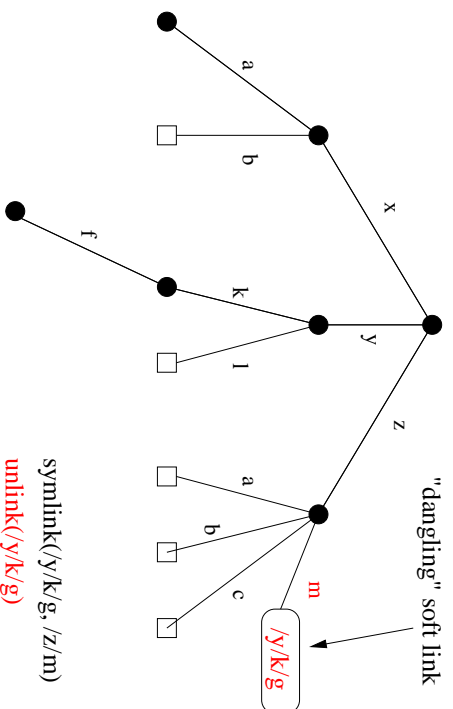 "dangling" soft link
x
y
z
a
b
k
l
a
b
c
m
/y/k/g
f
symlink(/y/k/g, /z/m)
unlink(/y/k/g)